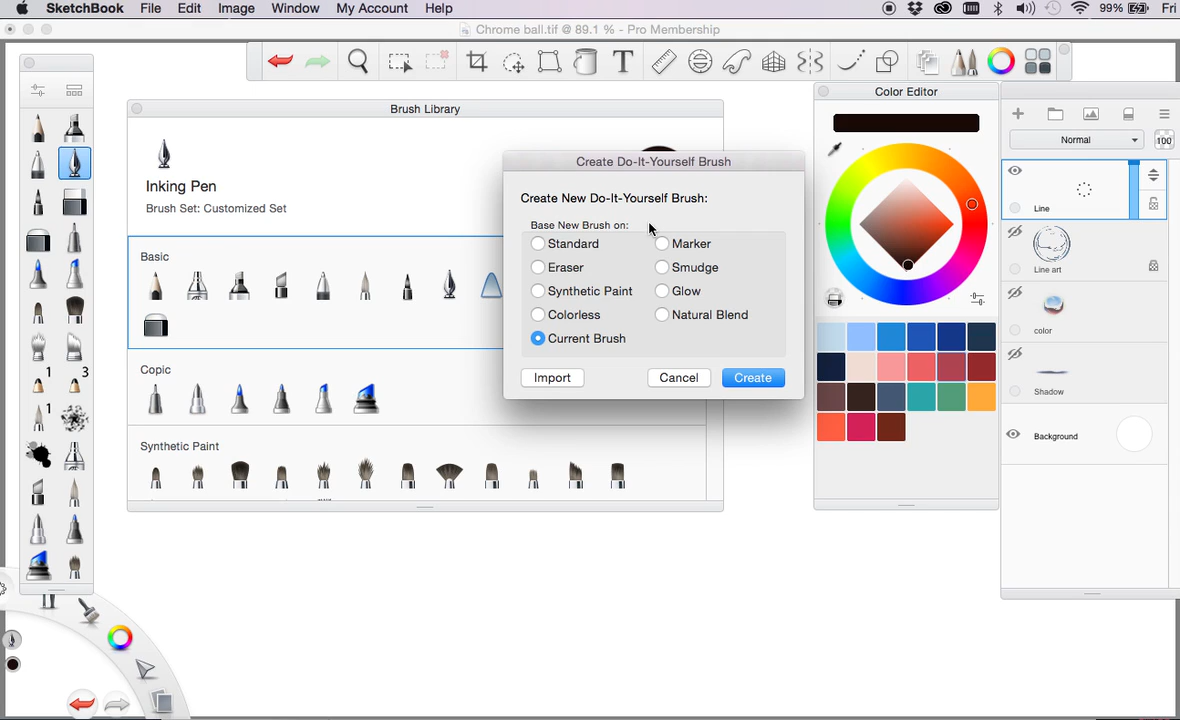 SketchBook File Edit Image Window My Account Help 99% Fri
Chrome ball.tif @ 89.1 % - Pro Membership
T
Brush Library
Color Editor
Inking Pen
Brush Set: Customized Set
Create Do-It-Yourself Brush
Create New Do-It-Yourself Brush:
Base New Brush on:
Standard Marker
Eraser Smudge
Synthetic Paint Glow
Colorless Natural Blend
Current Brush
Import Cancel Create
Basic
Copic
Synthetic Paint
1 3
1
Normal 100
Line
Line art
color
Shadow
Background